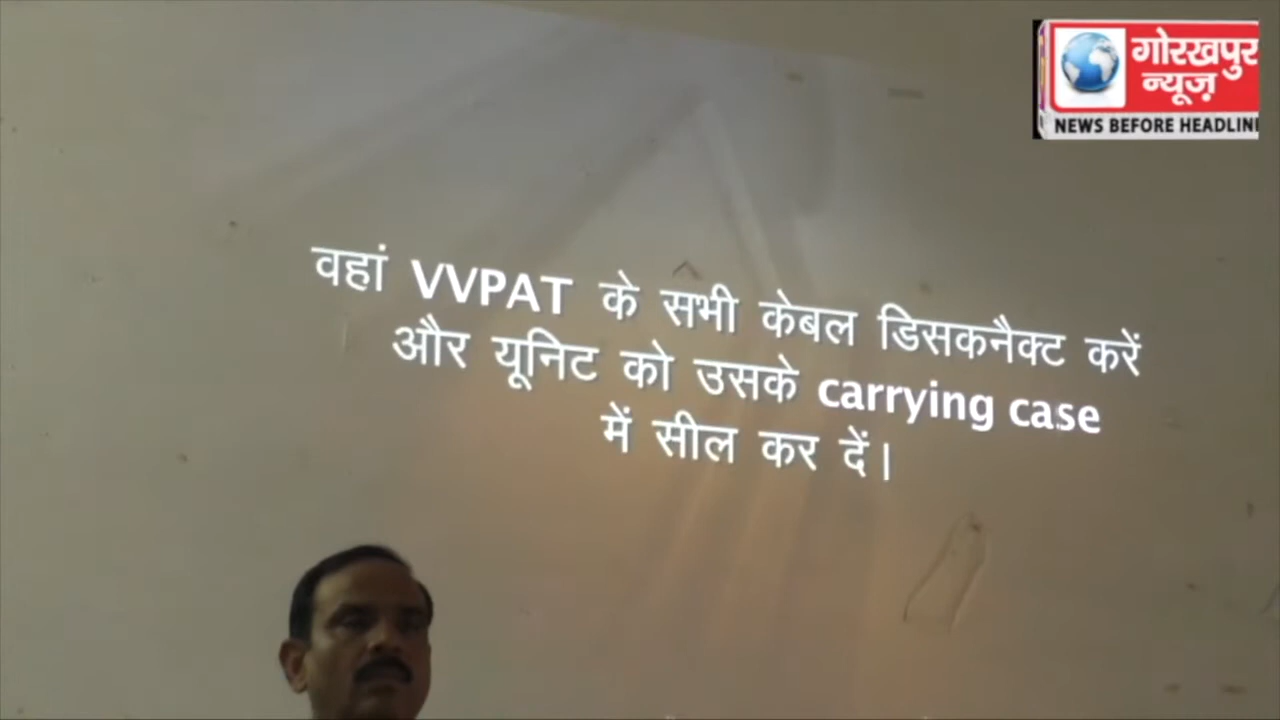 गोरखपुर
न्यूज़
NEWS BEFORE HEADLIN
वहां VVPAT के सभी केबल डिसकनैक्ट करें
और यूनिट को उसके carrying case
में सील कर दें।